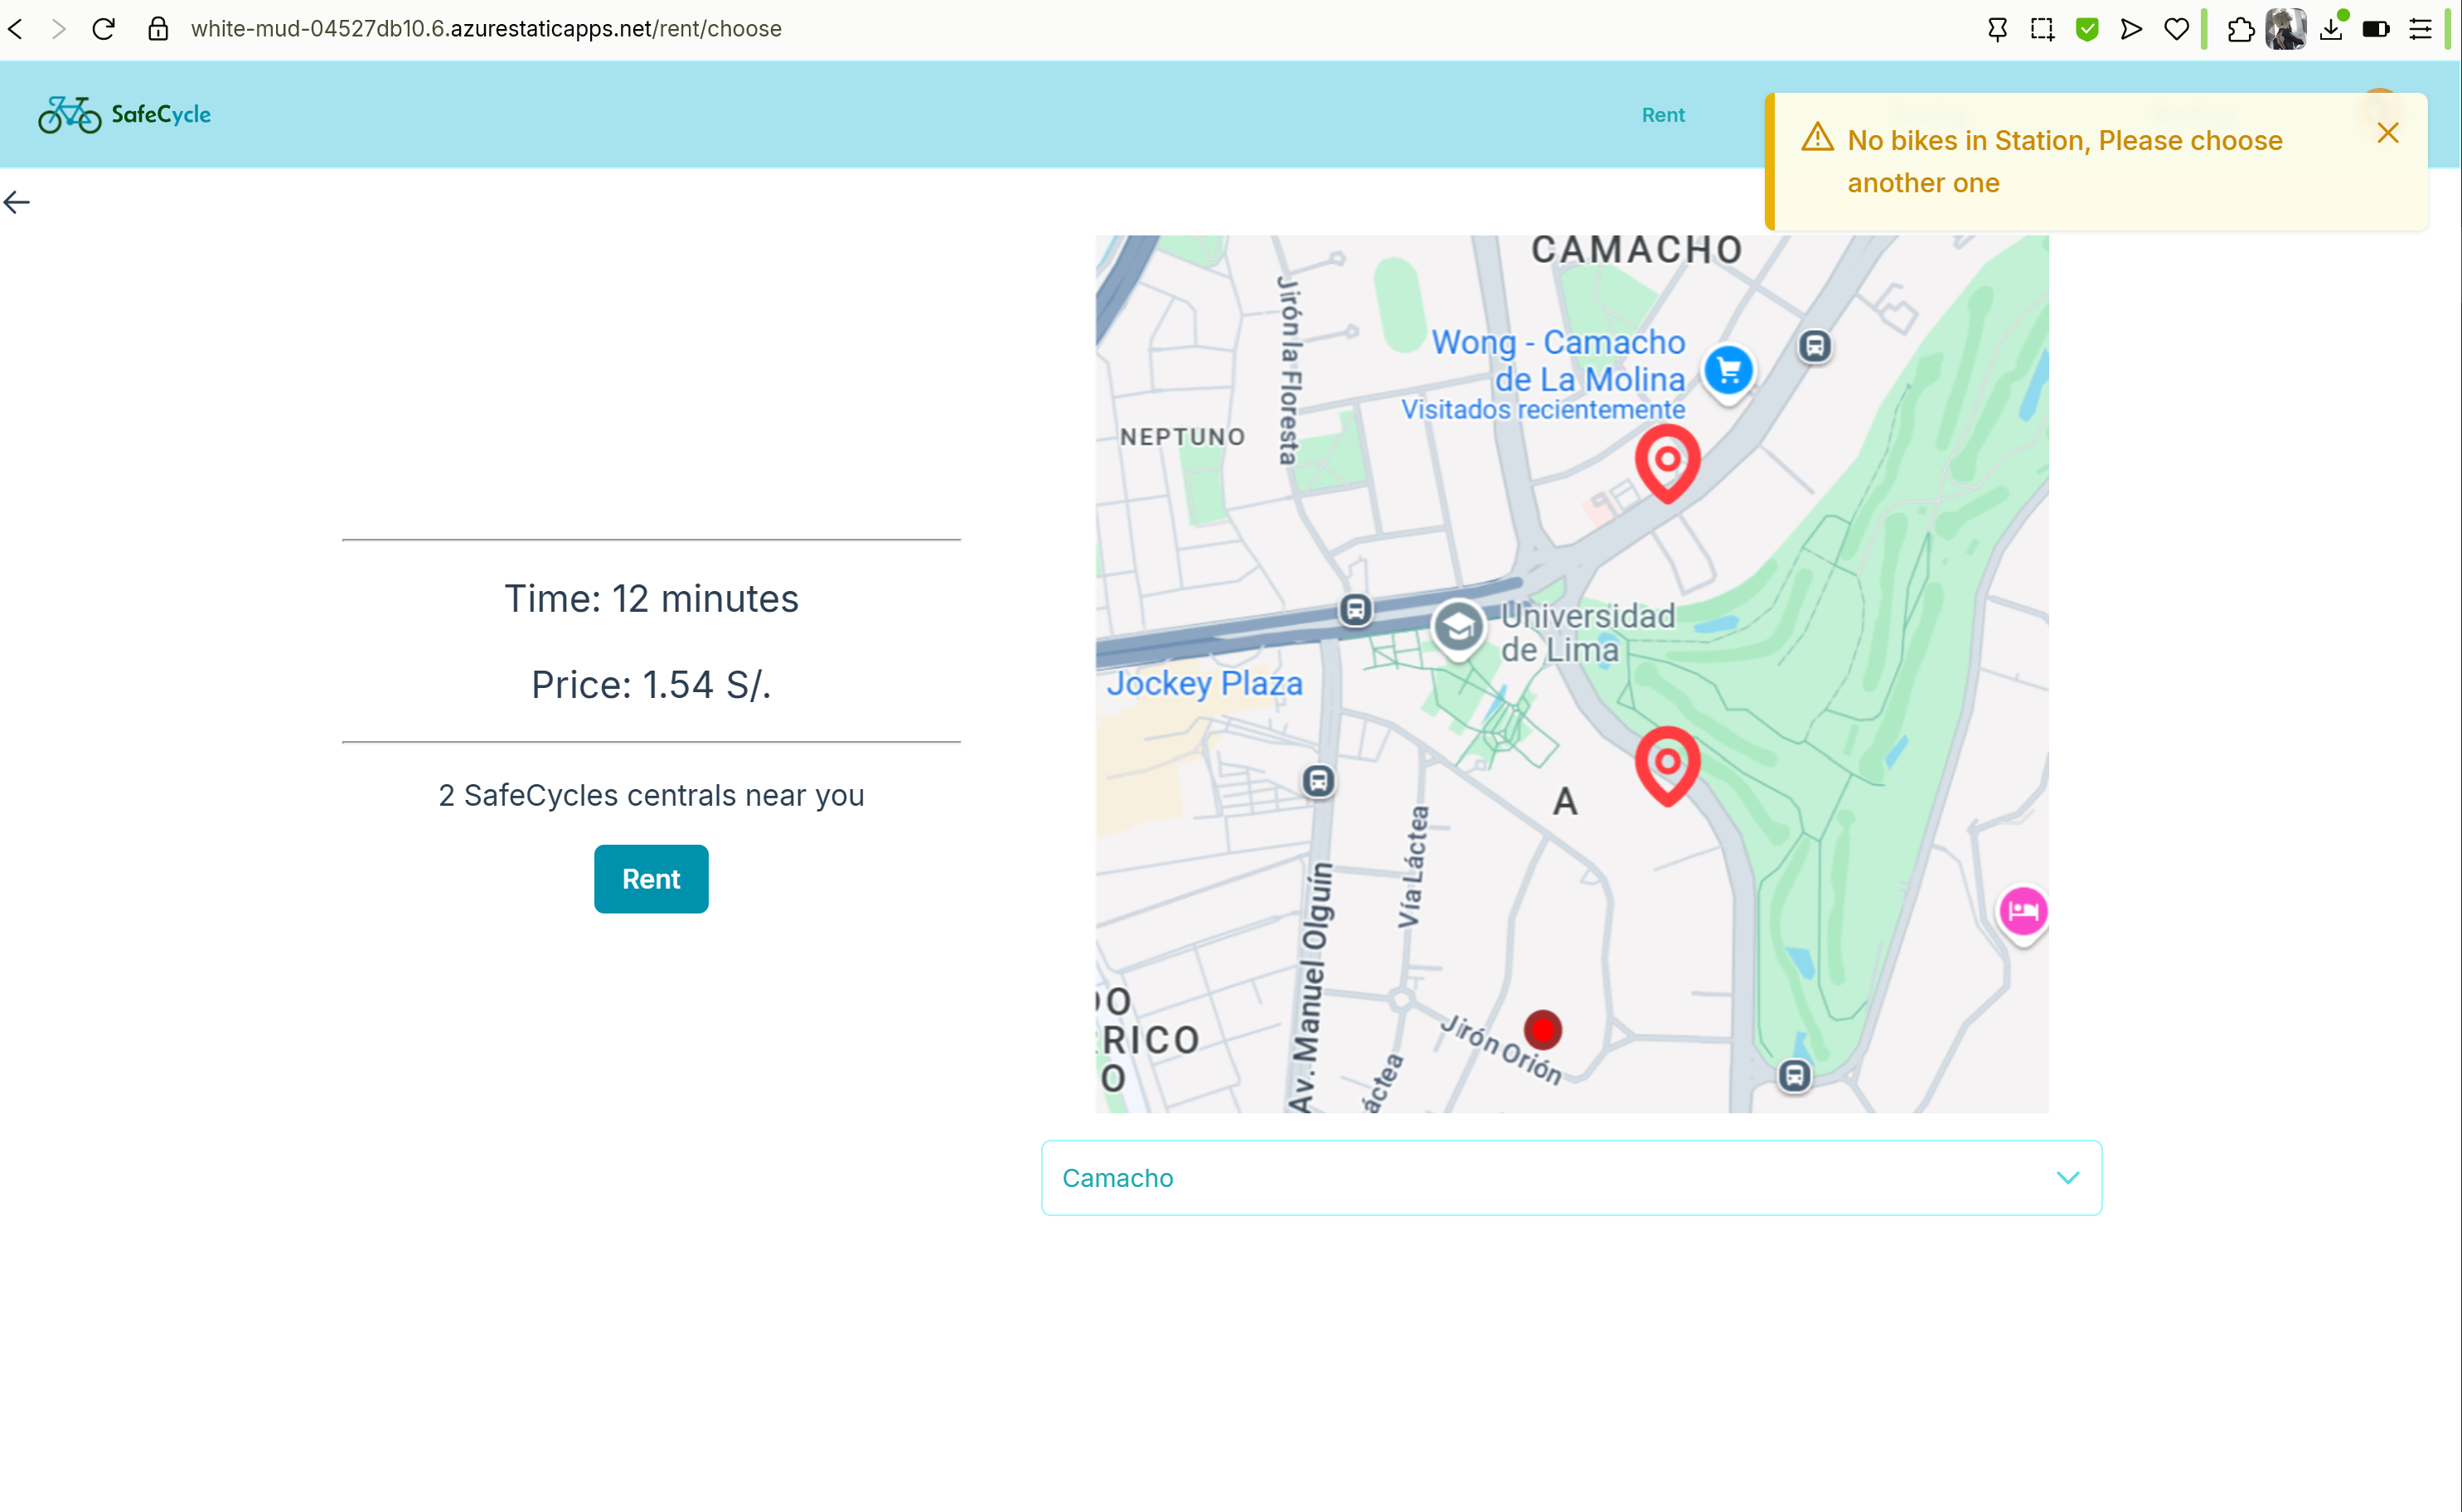 white-mud-04527db10.6.azurestaticapps.net/rent/choose
SafeCycle
Rent
No bikes in Station, Please choose
another one
Time: 12 minutes
Price: 1.54 S/.
2 SafeCycles centrals near you
Rent
CAMACHO
Jirón la Floresta
Wong - Camacho
de La Molina
Visitados recientemente
NEPTUNO
Universidad
de Lima
Jockey Plaza
A
Vía Láctea
Av. Manuel Olguín
Jirón Orión
áctea
DO
RICO
O
Camacho